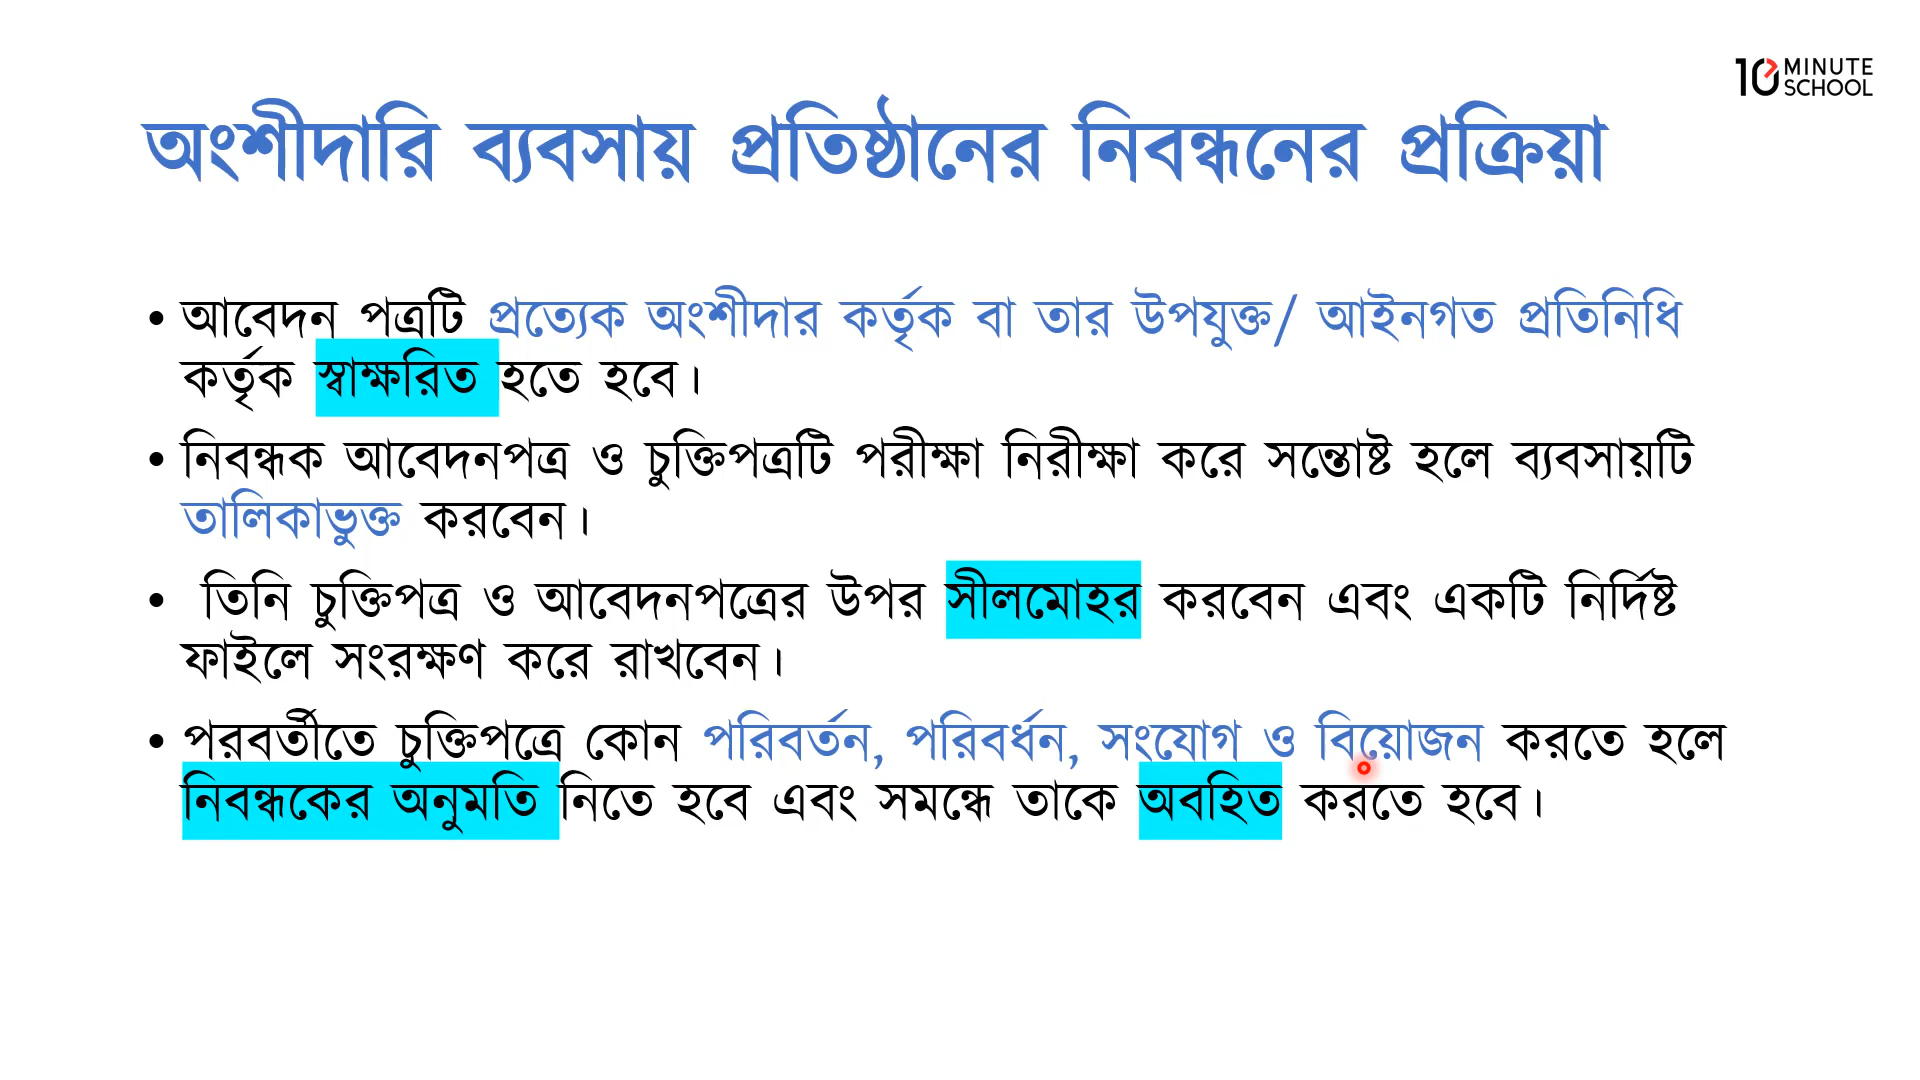 10 MINUTE
SCHOOL
অংশীদারি ব্যবসায় প্রতিষ্ঠানের নিবন্ধনের প্রক্রিয়া
• আবেদন পত্রটি প্রত্যেক অংশীদার কর্তৃক বা তার উপযুক্ত/ আইনগত প্রতিনিধি
কর্তৃক স্বাক্ষরিত হতে হবে।
• নিবন্ধক আবেদনপত্র ও চুক্তিপত্রটি পরীক্ষা নিরীক্ষা করে সন্তোষ্ট হলে ব্যবসায়টি
তালিকাভুক্ত করবেন।
• তিনি চুক্তিপত্র ও আবেদনপত্রের উপর সীলমোহর করবেন এবং একটি নির্দিষ্ট
ফাইলে সংরক্ষণ করে রাখবেন।
• পরবর্তীতে চুক্তিপত্রে কোন পরিবর্তন, পরিবর্ধন, সংযোগ ও বিয়োজন করতে হলে
নিবন্ধকের অনুমতি নিতে হবে এবং সমন্ধে তাকে অবহিত করতে হবে।